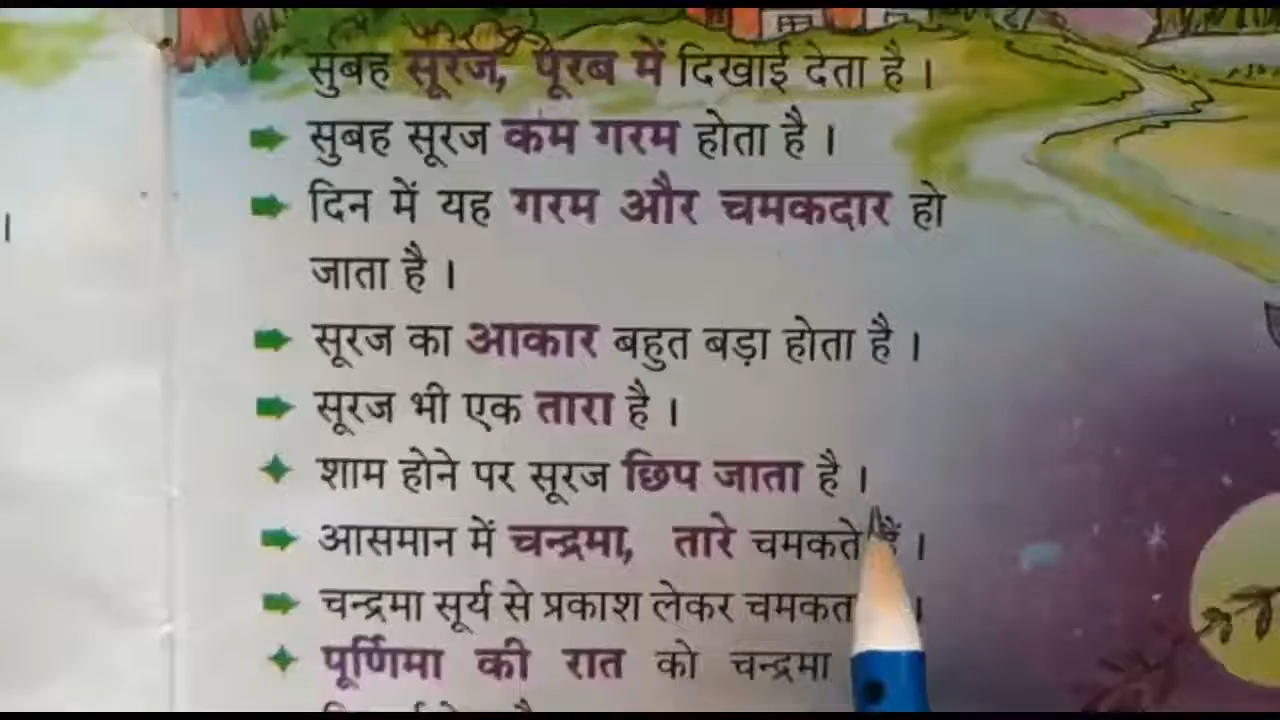 सुबह सूरज, पूरब में दिखाई देता है ।
सुबह सूरज कम गरम होता है ।
दिन में यह गरम और चमकदार हो
जाता है ।
सूरज का आकार बहुत बड़ा होता है ।
सूरज भी एक तारा है ।
शाम होने पर सूरज छिप जाता है ।
आसमान में चन्द्रमा, तारे चमकते हैं ।
चन्द्रमा सूर्य से प्रकाश लेकर ।
पूर्णिमा की रात को चन्द्रमा